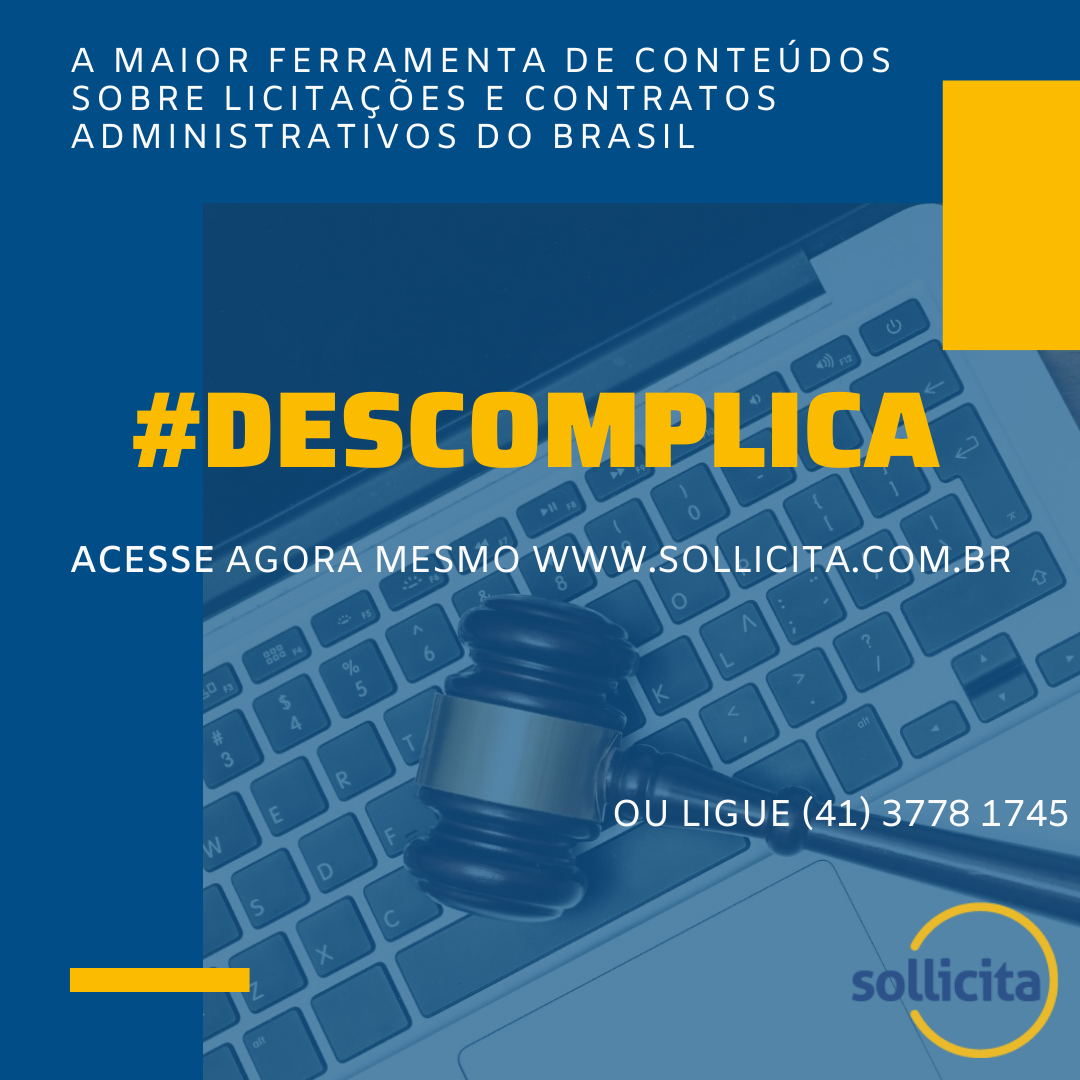 A MAIOR FERRAMENTA DE CONTEÚDOS
SOBRE LICITAÇÕES E CONTRATOS
ADMINISTRATIVOS DO BRASIL
#DESCOMPLICA
ACESSE AGORA MESMO WWW.SOLLICITA.COM.BR
OU LIGUE (41) 3778 1745
sollicita